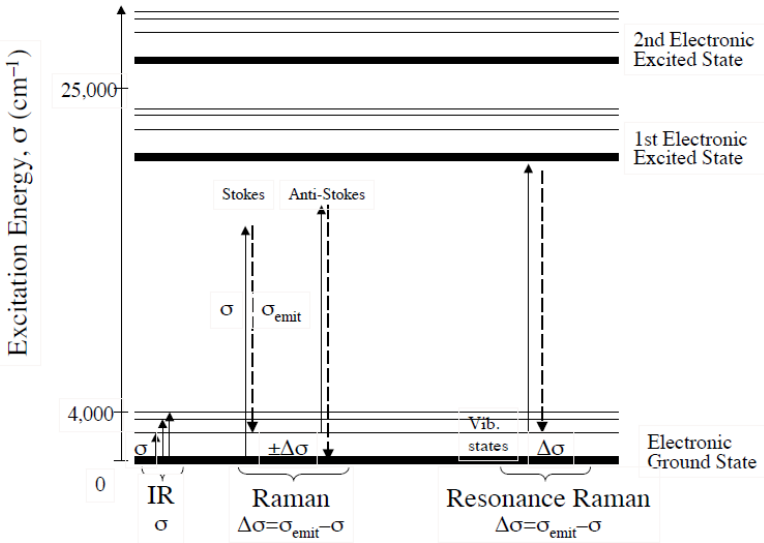 Excitation Energy, σ (cm⁻¹)
2nd Electronic
Excited State
25,000
1st Electronic
Excited State
Stokes
Anti-Stokes
σ
σemit
4,000
Vib.
states
σ
±Δσ
Δσ
Electronic
Ground State
0
IR
σ
Raman
Δσ=σemit−σ
Resonance Raman
Δσ=σemit−σ